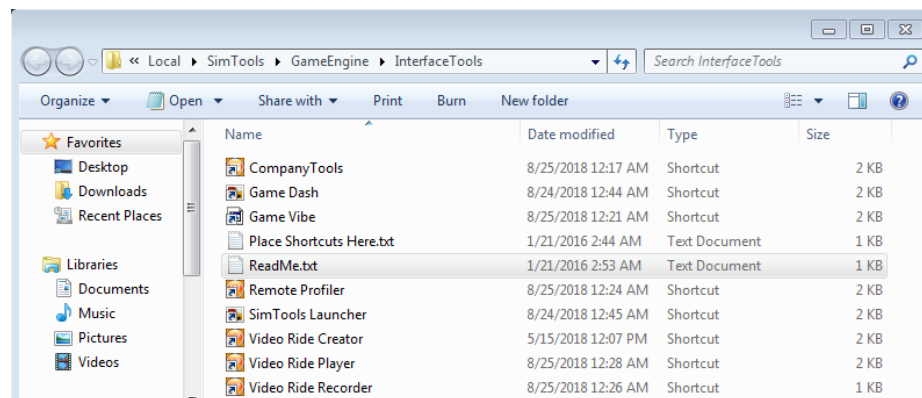 « Local ▸ SimTools ▸ GameEngine ▸ InterfaceTools
Search InterfaceTools
Organize Open Share with Print Burn New folder
Name Date modified Type Size
Favorites
Desktop
Downloads
Recent Places
Libraries
Documents
Music
Pictures
Videos
CompanyTools 8/25/2018 12:17 AM Shortcut 2 KB
Game Dash 8/24/2018 12:44 AM Shortcut 2 KB
Game Vibe 8/25/2018 12:21 AM Shortcut 2 KB
Place Shortcuts Here.txt 1/21/2016 2:44 AM Text Document 1 KB
ReadMe.txt 1/21/2016 2:53 AM Text Document 1 KB
Remote Profiler 8/25/2018 12:24 AM Shortcut 2 KB
SimTools Launcher 8/24/2018 12:45 AM Shortcut 2 KB
Video Ride Creator 5/15/2018 12:07 PM Shortcut 2 KB
Video Ride Player 8/25/2018 12:28 AM Shortcut 2 KB
Video Ride Recorder 8/25/2018 12:26 AM Shortcut 1 KB